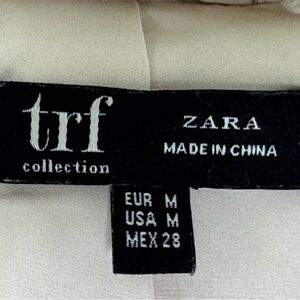 trf
collection
ZARA
MADE IN CHINA
EUR M
USA M
MEX 28